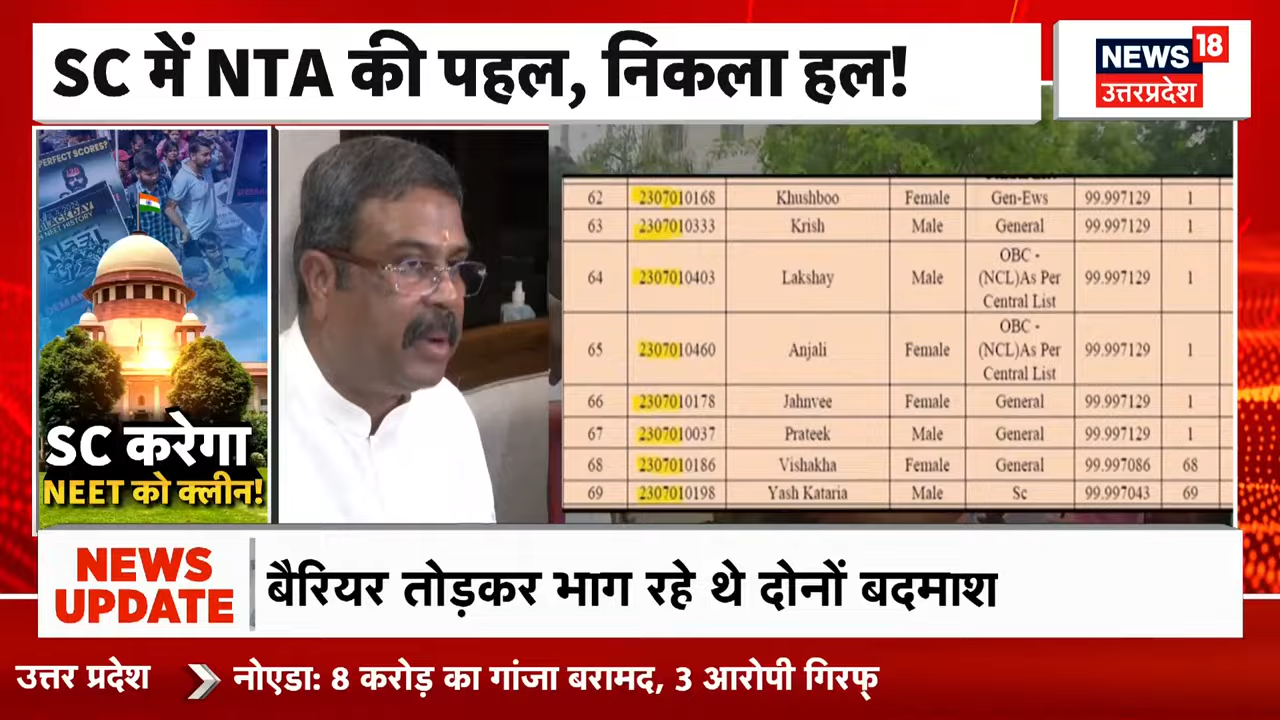 SC में NTA की पहल, निकला हल!
NEWS 18
उत्तरप्रदेश
PERFECT SCORES?
BLACK DAY
NEET HISTORY
NEET
SC करेगा
NEET को क्लीन!
62 2307010168 Khushboo Female Gen-Ews 99.997129 1
63 2307010333 Krish Male General 99.997129 1
64 2307010403 Lakshay Male OBC - (NCL)As Per Central List 99.997129 1
65 2307010460 Anjali Female OBC - (NCL)As Per Central List 99.997129 1
66 2307010178 Jahnvee Female General 99.997129 1
67 2307010037 Prateek Male General 99.997129 1
68 2307010186 Vishakha Female General 99.997086 68
69 2307010198 Yash Kataria Male Sc 99.997043 69
NEWS UPDATE
बैरियर तोड़कर भाग रहे थे दोनों बदमाश
उत्तर प्रदेश नोएडा: 8 करोड़ का गांजा बरामद, 3 आरोपी गिरफ्